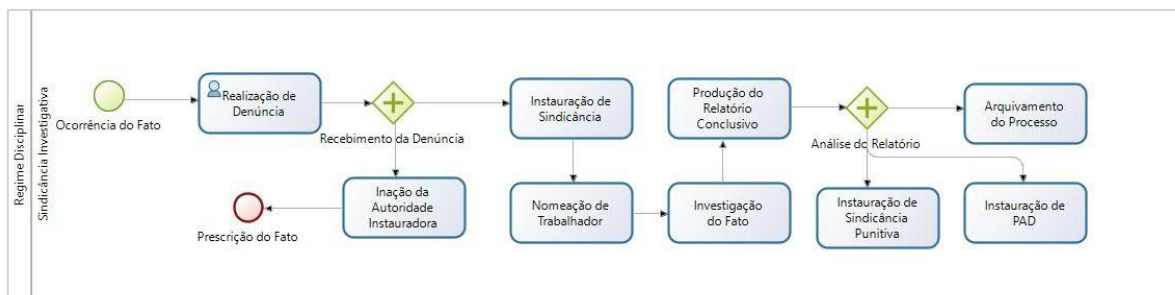 Regime Disciplinar
Sindicância Investigativa
Ocorrência do Fato
Realização de
Denúncia
Recebimento da Denúncia
Inação da
Autoridade
Instauradora
Prescrição do Fato
Instauração de
Sindicância
Nomeação de
Trabalhador
Investigação
do Fato
Produção do
Relatório
Conclusivo
Análise do Relatório
Arquivamento
do Processo
Instauração de
Sindicância
Punitiva
Instauração de
PAD